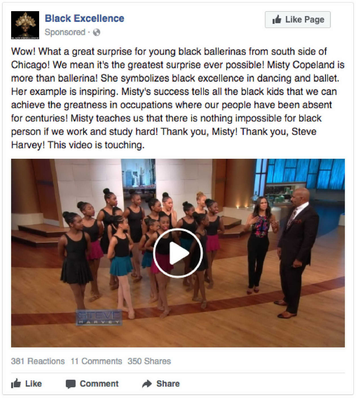 Black Excellence
Sponsored ·
Like Page
Wow! What a great surprise for young black ballerinas from south side of
Chicago! We mean it's the greatest surprise ever possible! Misty Copeland is
more than ballerina! She symbolizes black excellence in dancing and ballet.
Her example is inspiring. Misty's success tells all the black kids that we can
achieve the greatness in occupations where our people have been absent
for centuries! Misty teaches us that there is nothing impossible for black
person if we work and study hard! Thank you, Misty! Thank you, Steve
Harvey! This video is touching.
HARVEY
381 Reactions 11 Comments 350 Shares
Like Comment Share